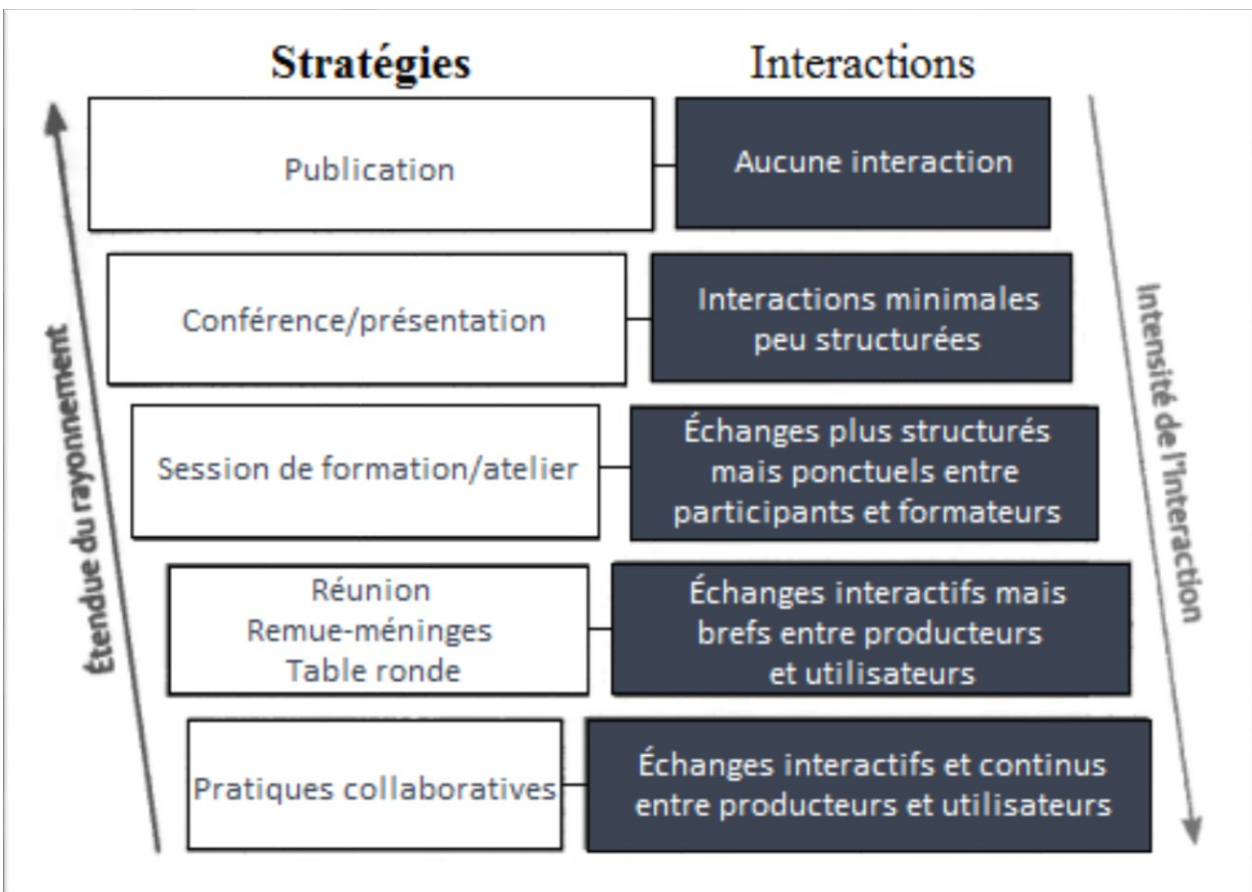 Stratégies
Interactions
Publication
Aucune interaction
Conférence/présentation
Interactions minimales
peu structurées
Session de formation/atelier
Échanges plus structurés
mais ponctuels entre
participants et formateurs
Réunion
Remue-méninges
Table ronde
Échanges interactifs mais
brefs entre producteurs
et utilisateurs
Pratiques collaboratives
Échanges interactifs et continus
entre producteurs et utilisateurs
Étendue du rayonnement
Intensité de l'Interaction